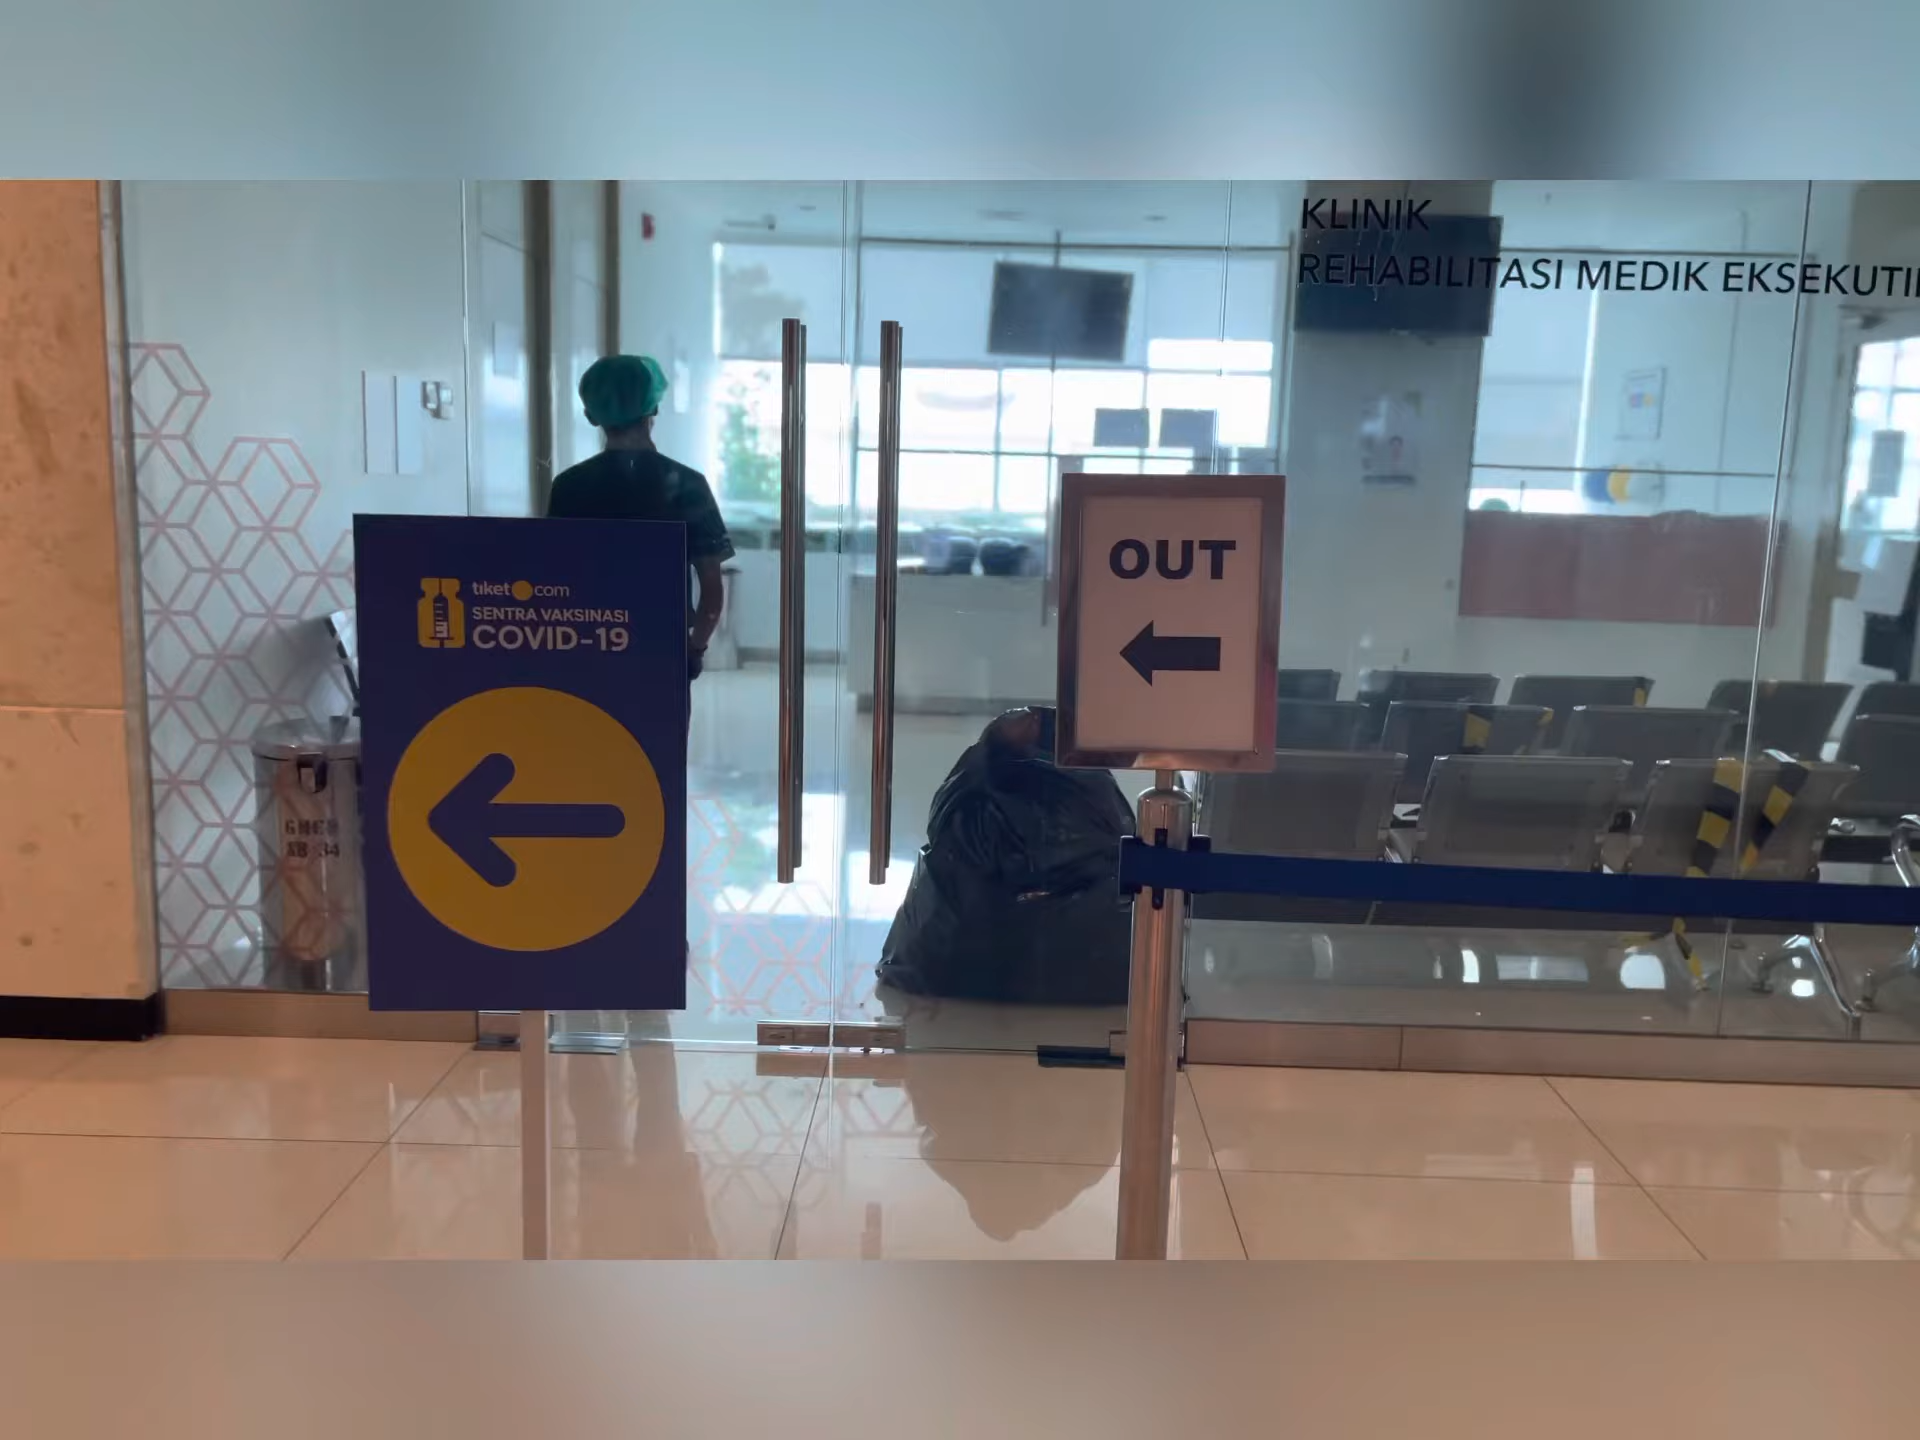 KLINIK
REHABILITASI MEDIK EKSEKUTIF
OUT
tiket.com
SENTRA VAKSINASI
COVID-19